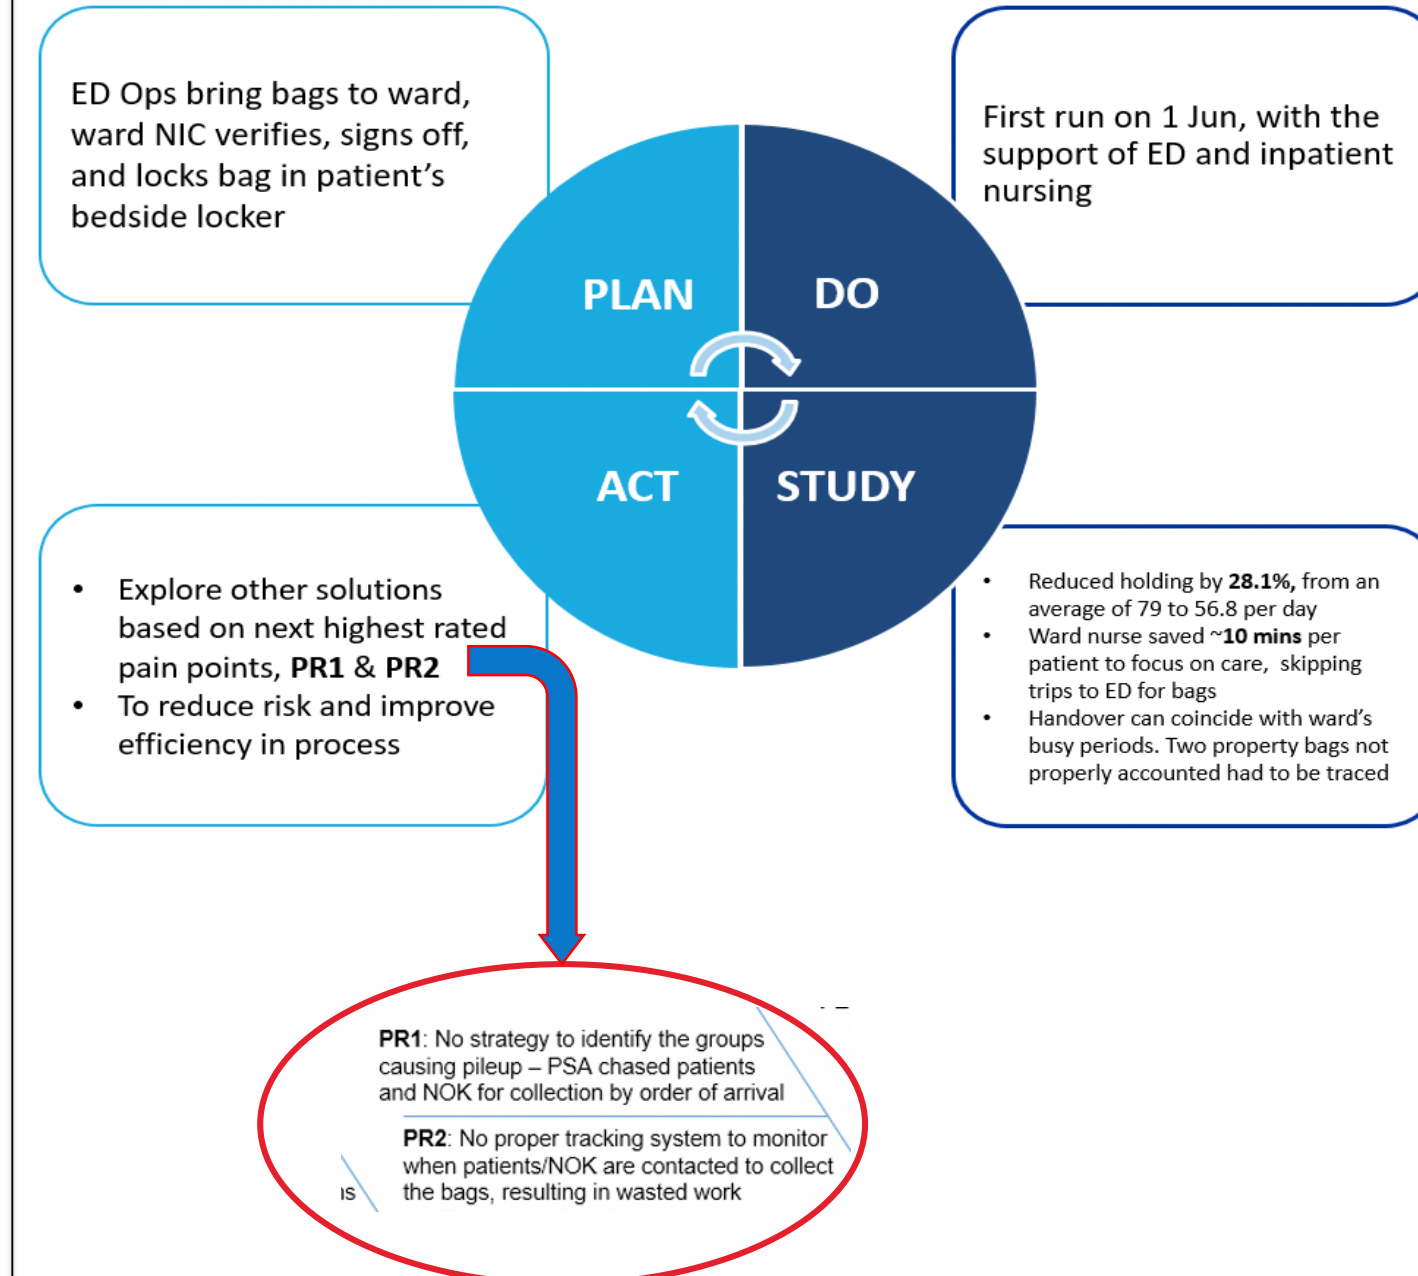 ED Ops bring bags to ward,
ward NIC verifies, signs off,
and locks bag in patient’s
bedside locker
First run on 1 Jun, with the
support of ED and inpatient
nursing
PLAN
DO
ACT
STUDY
• Explore other solutions
based on next highest rated
pain points, PR1 & PR2
• To reduce risk and improve
efficiency in process
• Reduced holding by 28.1%, from an
average of 79 to 56.8 per day
• Ward nurse saved ~10 mins per
patient to focus on care, skipping
trips to ED for bags
• Handover can coincide with ward’s
busy periods. Two property bags not
properly accounted had to be traced
PR1: No strategy to identify the groups
causing pileup – PSA chased patients
and NOK for collection by order of arrival
PR2: No proper tracking system to monitor
when patients/NOK are contacted to collect
the bags, resulting in wasted work